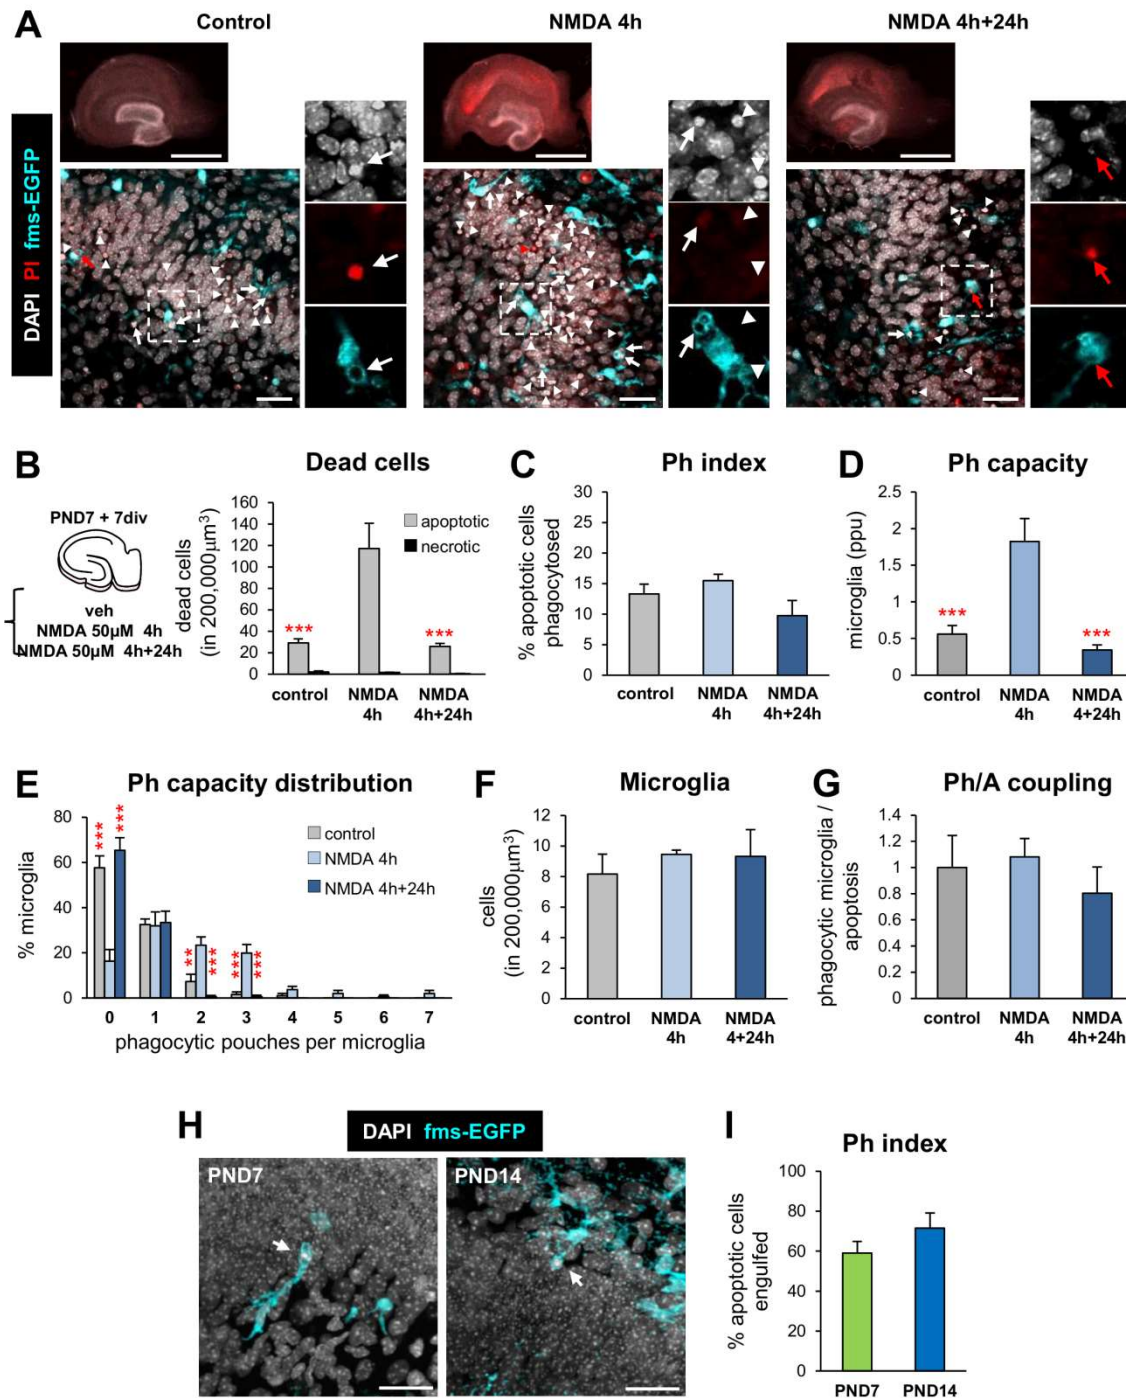 A
Control
NMDA 4h
NMDA 4h+24h
DAPI PI fms-EGFP
B
PND7 + 7div
veh
NMDA 50µM 4h
NMDA 50µM 4h+24h
Dead cells
dead cells
(in 200,000µm³)
160
140
120
100
80
60
40
20
0
apoptotic
necrotic
***
***
control
NMDA
4h
NMDA
4h+24h
C
Ph index
% apoptotic cells
phagocytosed
30
25
20
15
10
5
0
control
NMDA
4h
NMDA
4h+24h
D
Ph capacity
microglia (ppu)
2.5
2
1.5
1
0.5
0
***
***
control
NMDA
4h
NMDA
4+24h
E
Ph capacity distribution
% microglia
80
60
40
20
0
***
***
**
***
***
***
control
NMDA 4h
NMDA 4h+24h
0 1 2 3 4 5 6 7
phagocytic pouches per microglia
F
Microglia
cells
(in 200,000µm³)
12
10
8
6
4
2
0
control
NMDA
4h
NMDA
4+24h
G
Ph/A coupling
phagocytic microglia /
apoptosis
1.4
1.2
1
0.8
0.6
0.4
0.2
0
control
NMDA
4h
NMDA
4h+24h
H
DAPI fms-EGFP
PND7
PND14
I
Ph index
% apoptotic cells
engulfed
100
80
60
40
20
0
PND7
PND14